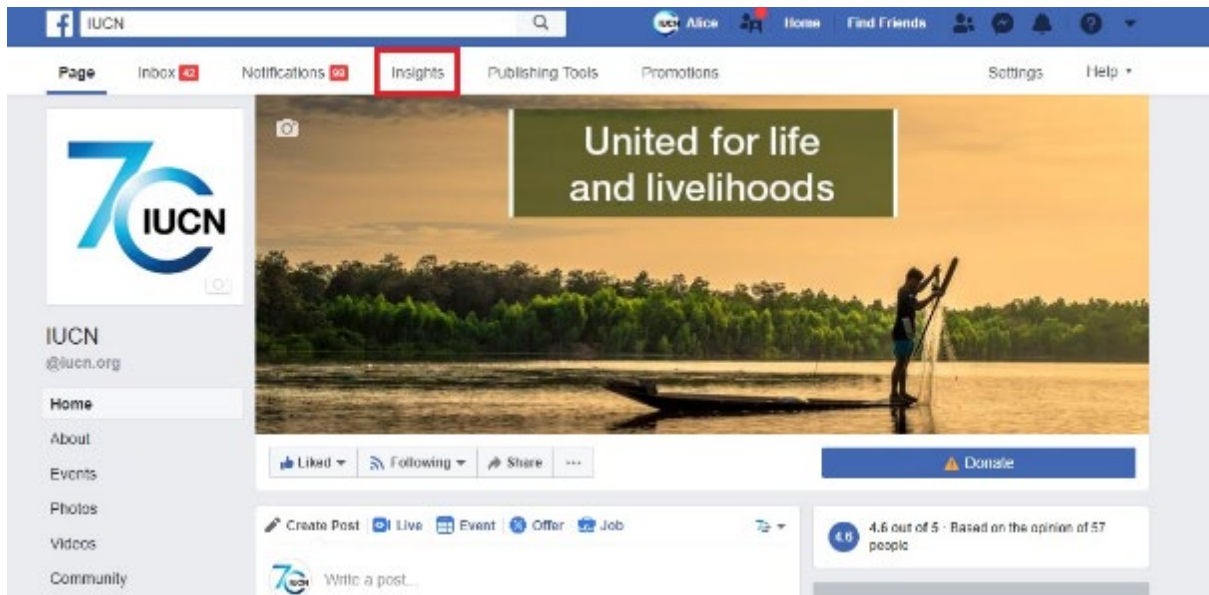 IUCN
Alice Home Find Friends
Page Inbox 42 Notifications 99 Insights Publishing Tools Promotions Settings Help
United for life
and livelihoods
70 IUCN
IUCN
@iucn.org
Home
About
Events
Photos
Videos
Community
Liked Following Share ...
Donate
Create Post Live Event Offer Job
Write a post...
4.6
4.6 out of 5 · Based on the opinion of 57
people